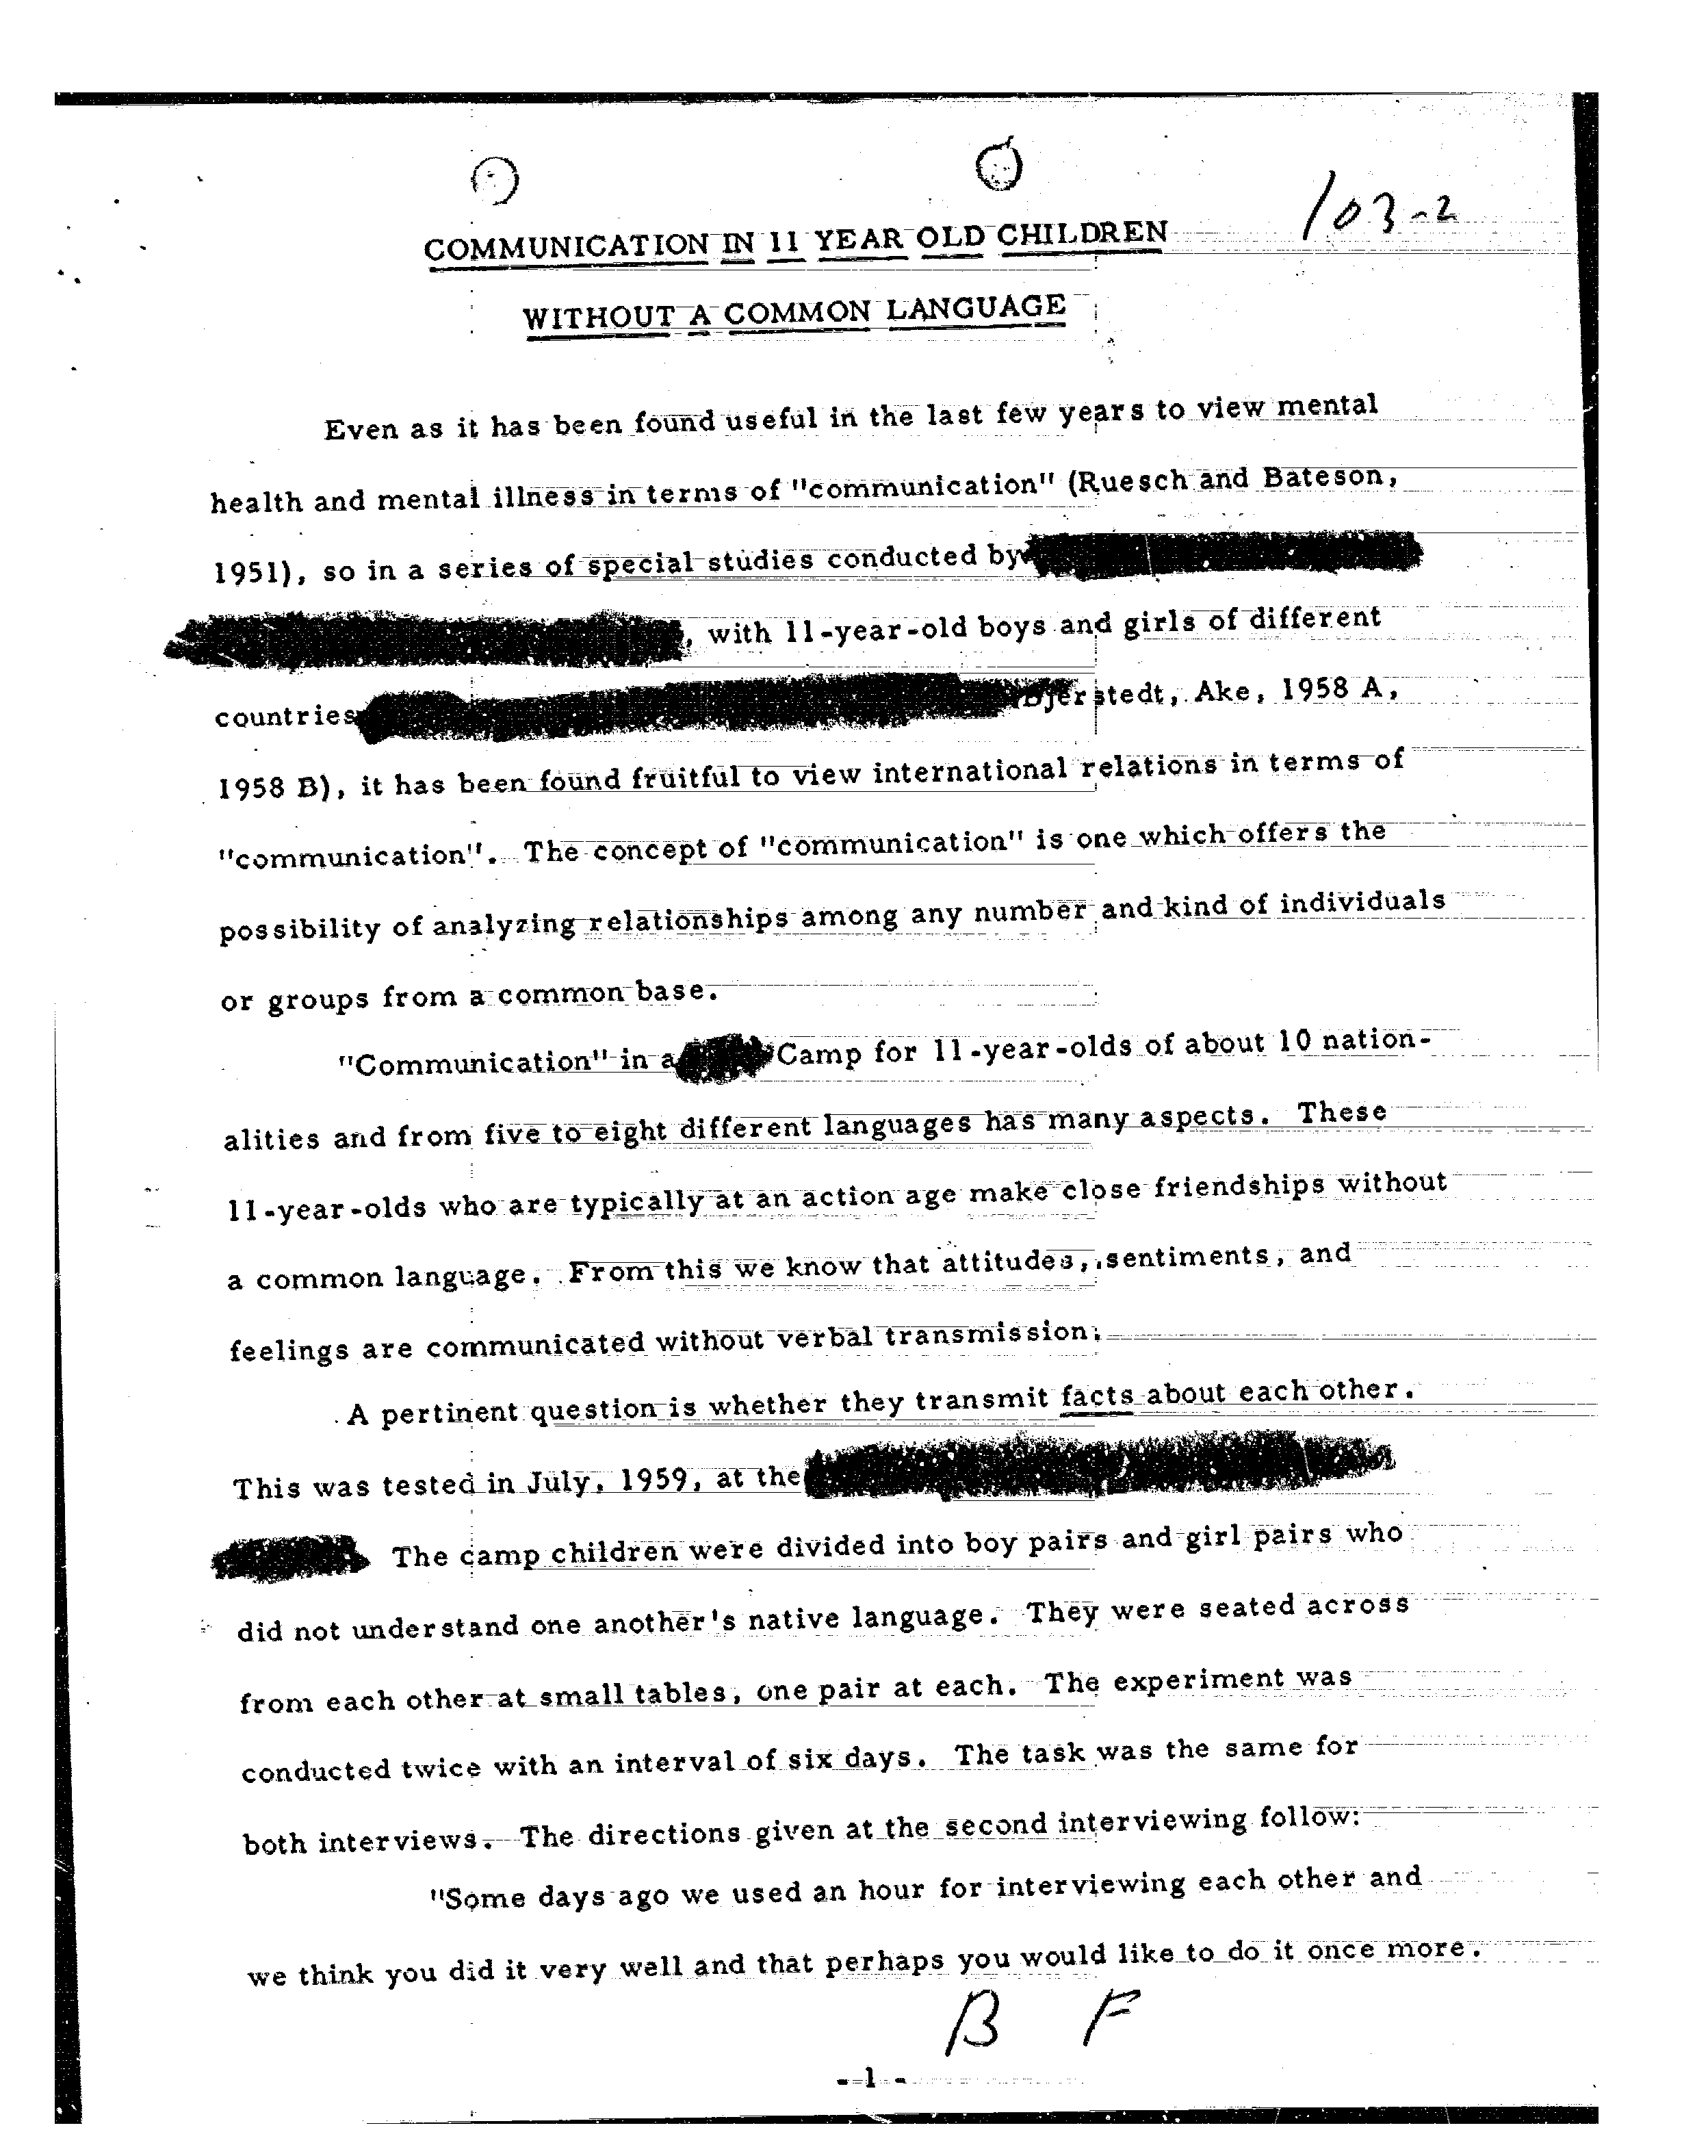 103-2
COMMUNICATION IN 11 YEAR OLD CHILDREN
WITHOUT A COMMON LANGUAGE
Even as it has been found useful in the last few years to view mental
health and mental illness in terms of "communication" (Ruesch and Bateson,
1951), so in a series of special studies conducted by
, with 11-year-old boys and girls of different
countries Bjerstedt, Ake, 1958 A,
1958 B), it has been found fruitful to view international relations in terms of
"communication". The concept of "communication" is one which offers the
possibility of analyzing relationships among any number and kind of individuals
or groups from a common base.
"Communication" in a Camp for 11-year-olds of about 10 nation-
alities and from five to eight different languages has many aspects. These
11-year-olds who are typically at an action age make close friendships without
a common language. From this we know that attitudes, sentiments, and
feelings are communicated without verbal transmission.
A pertinent question is whether they transmit facts about each other.
This was tested in July, 1959, at the
The camp children were divided into boy pairs and girl pairs who
did not understand one another's native language. They were seated across
from each other at small tables, one pair at each. The experiment was
conducted twice with an interval of six days. The task was the same for
both interviews. The directions given at the second interviewing follow:
"Some days ago we used an hour for interviewing each other and
we think you did it very well and that perhaps you would like to do it once more.
B F
- 1 -